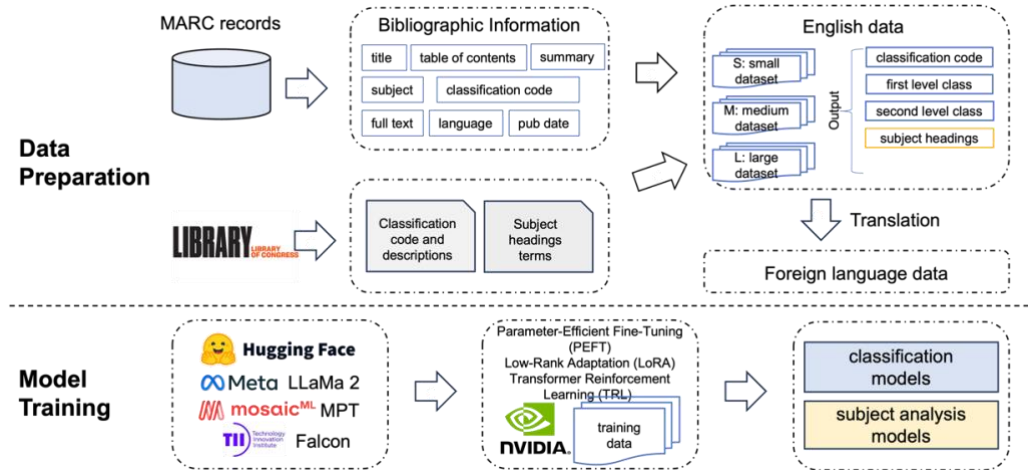 MARC records
Bibliographic Information
title
table of contents
summary
subject
classification code
full text
language
pub date
English data
S: small
dataset
M: medium
dataset
L: large
dataset
Output
classification code
first level class
second level class
subject headings
Data
Preparation
LIBRARY
LIBRARY
OF CONGRESS
Classification
code and
descriptions
Subject
headings
terms
Translation
Foreign language data
Model
Training
Hugging Face
Meta LLaMa 2
mosaicML MPT
TII Technology
Innovation
Institute
Falcon
Parameter-Efficient Fine-Tuning
(PEFT)
Low-Rank Adaptation (LoRA)
Transformer Reinforcement
Learning (TRL)
NVIDIA.
training
data
classification
models
subject analysis
models